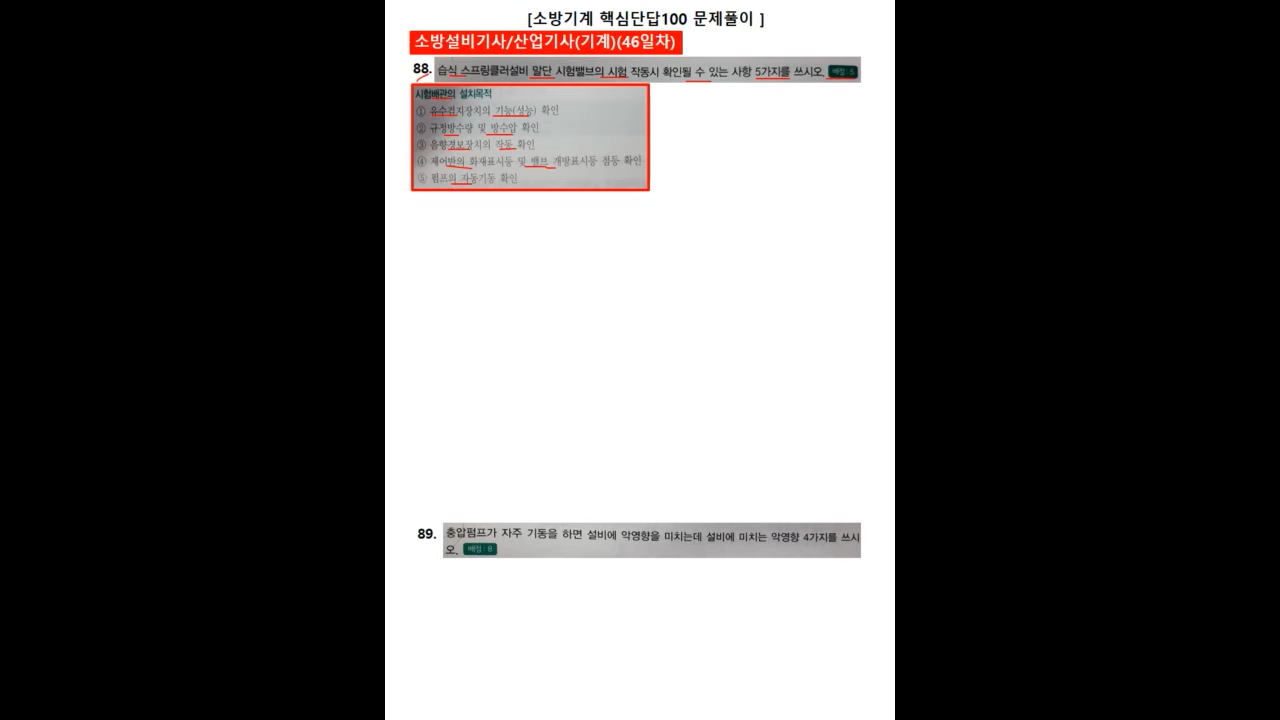 [소방기계 핵심단답100 문제풀이 ]
소방설비기사/산업기사(기계)(46일차)
88. 습식 스프링클러설비 말단 시험밸브의 시험 작동시 확인될 수 있는 사항 5가지를 쓰시오. 배점 : 5
시험배관의 설치목적
① 유수검지장치의 기능(성능) 확인
② 규정방수량 및 방수압 확인
③ 음향경보장치의 작동 확인
④ 제어반의 화재표시등 및 밸브 개방표시등 점등 확인
⑤ 펌프의 자동기동 확인
89. 충압펌프가 자주 기동을 하면 설비에 악영향을 미치는데 설비에 미치는 악영향 4가지를 쓰시
오. 배점 : 8